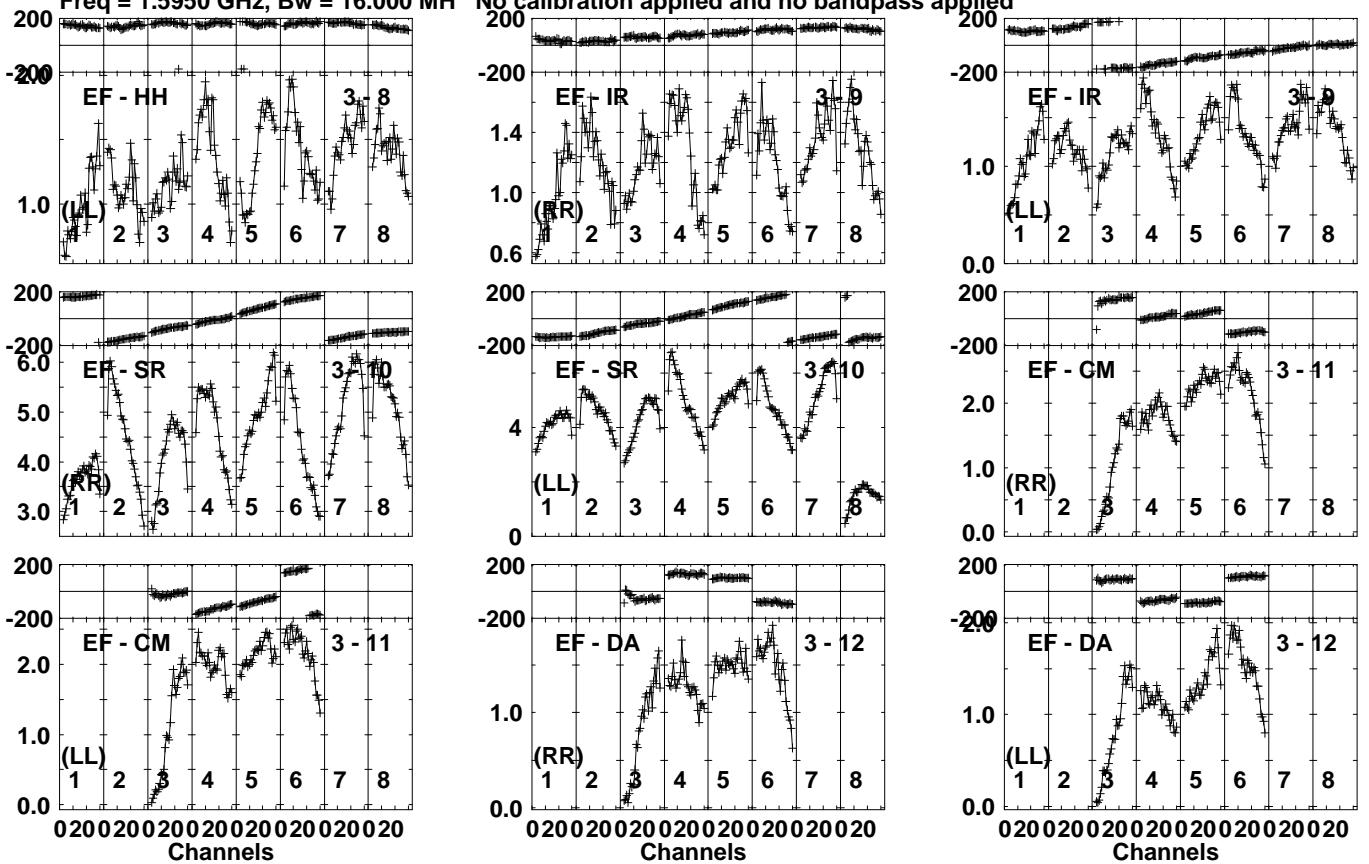 Freq = 1.5950 GHz, Bw = 16.000 MH No calibration applied and no bandpass applied
200
-200
2.0
1.0
EF - HH 3 - 8
(LL)
1 2 3 4 5 6 7 8
200
-200
1.4
1.0
0.6
EF - IR 3 - 9
(RR)
1 2 3 4 5 6 7 8
200
-200
1.0
0.0
EF - IR 3 - 9
(LL)
1 2 3 4 5 6 7 8
200
-200
6.0
5.0
4.0
3.0
EF - SR 3 - 10
(RR)
1 2 3 4 5 6 7 8
200
-200
4
0
EF - SR 3 - 10
(LL)
1 2 3 4 5 6 7 8
200
-200
2.0
1.0
0.0
EF - CM 3 - 11
(RR)
1 2 3 4 5 6 7 8
200
-200
2.0
1.0
0.0
EF - CM 3 - 11
(LL)
1 2 3 4 5 6 7 8
0 20 0 20 0 20 0 20 0 20 0 20 0 20 0 20
Channels
200
-200
1.0
0.0
EF - DA 3 - 12
(RR)
1 2 3 4 5 6 7 8
0 20 0 20 0 20 0 20 0 20 0 20 0 20 0 20
Channels
200
-200
2.0
1.0
0.0
EF - DA 3 - 12
(LL)
1 2 3 4 5 6 7 8
0 20 0 20 0 20 0 20 0 20 0 20 0 20 0 20
Channels